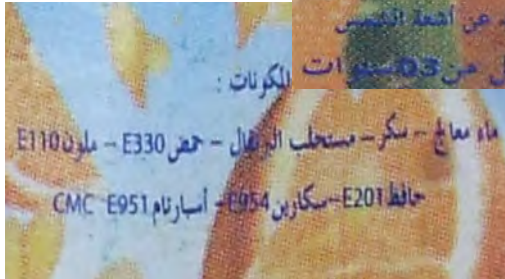 عن أشعة الشمس
من 03 سنوات
المكونات :
ماء معالج – سكر – مستحلب البرتقال – حمض E330 – ملون E110
حافظ E201 – سكارين E954 – أسبارتام E951 CMC